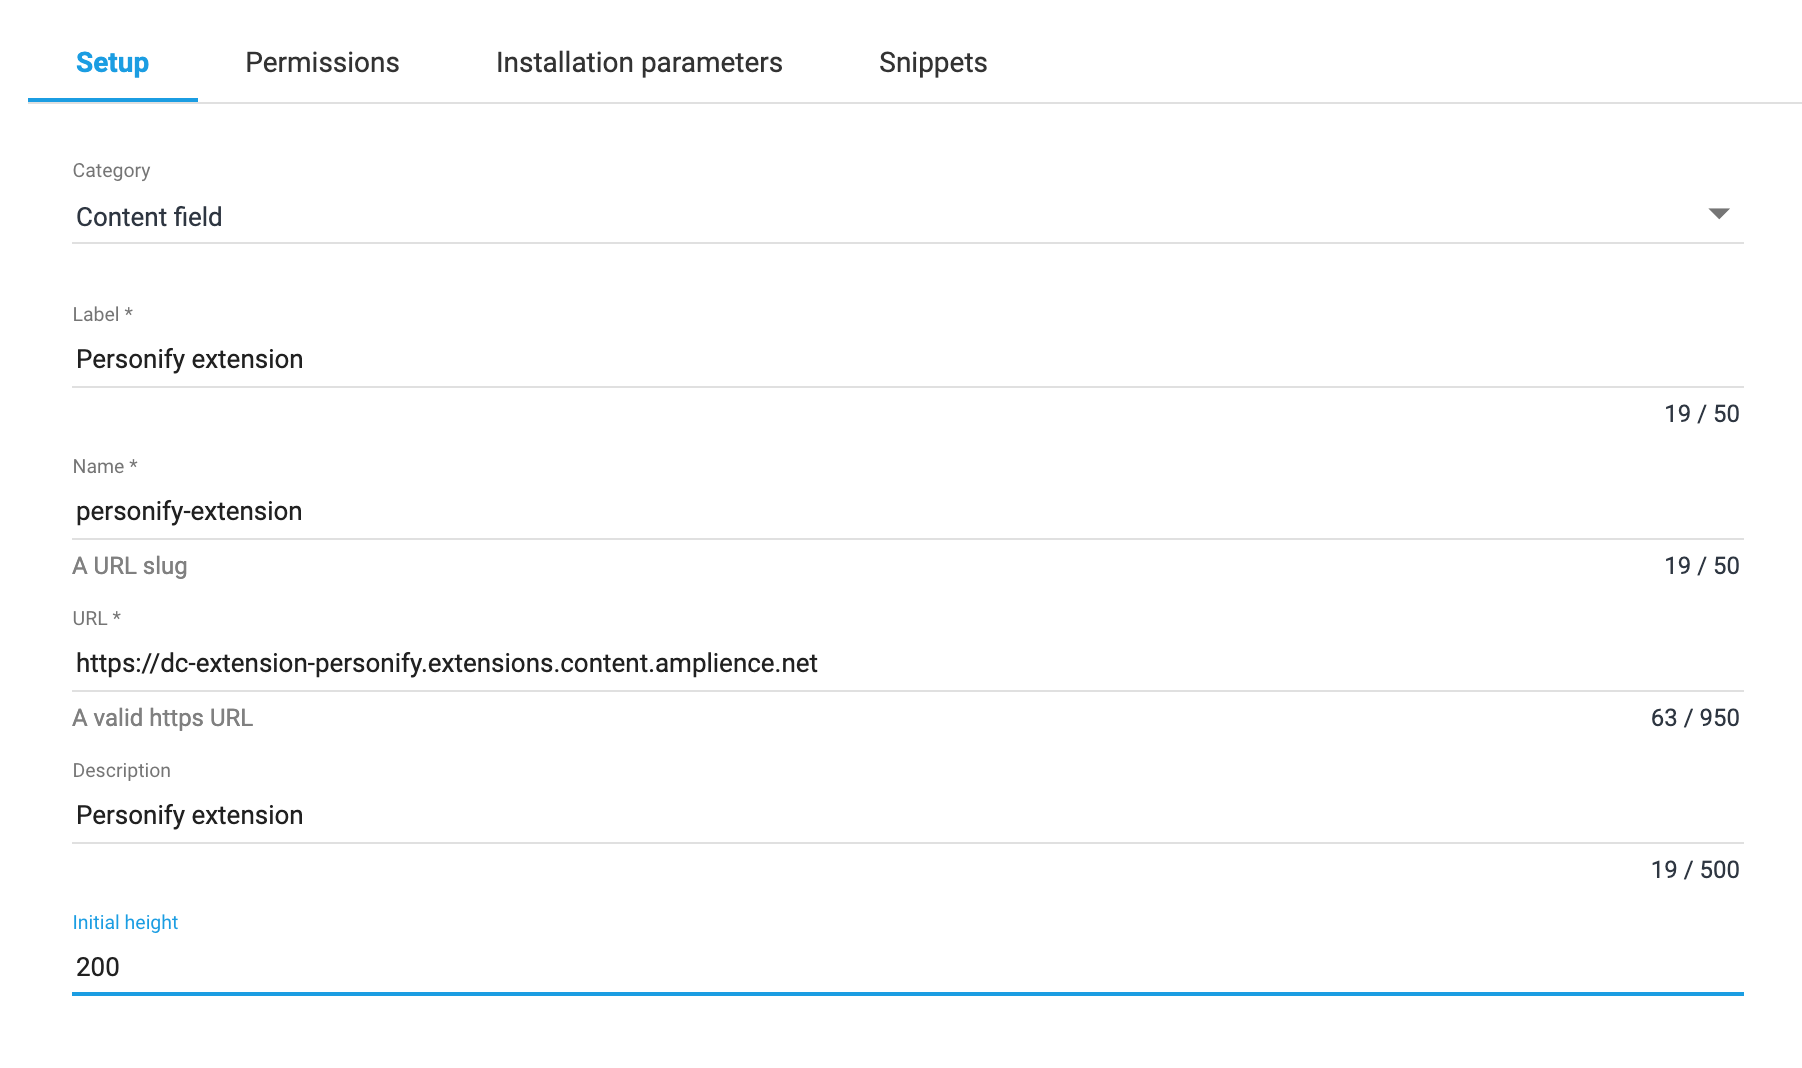 Setup Permissions Installation parameters Snippets
Category
Content field
Label *
Personify extension
19 / 50
Name *
personify-extension
A URL slug 19 / 50
URL *
https://dc-extension-personify.extensions.content.amplience.net
A valid https URL 63 / 950
Description
Personify extension
19 / 500
Initial height
200